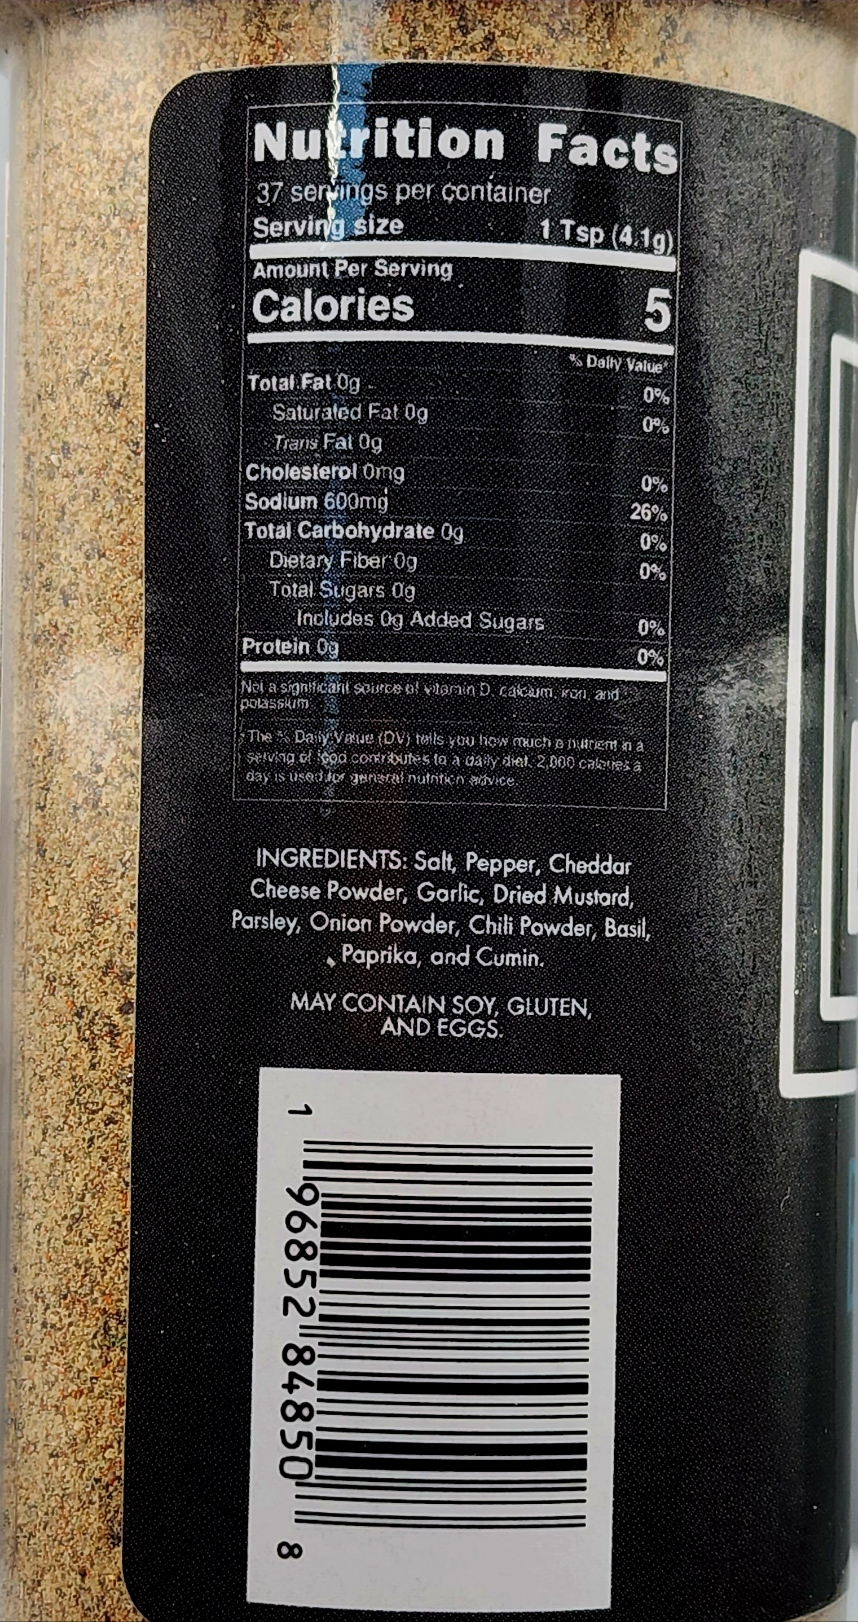 Nutrition Facts
37 servings per container
Serving size 1 Tsp (4.1g)
Amount Per Serving
Calories 5
% Daily Value*
Total Fat 0g 0%
Saturated Fat 0g 0%
Trans Fat 0g
Cholesterol 0mg 0%
Sodium 600mg 26%
Total Carbohydrate 0g 0%
Dietary Fiber 0g 0%
Total Sugars 0g
Includes 0g Added Sugars 0%
Protein 0g 0%
Not a significant source of vitamin D, calcium, iron, and
potassium
*The % Daily Value (DV) tells you how much a nutrient in a
serving of food contributes to a daily diet. 2,000 calories a
day is used for general nutrition advice.
INGREDIENTS: Salt, Pepper, Cheddar
Cheese Powder, Garlic, Dried Mustard,
Parsley, Onion Powder, Chili Powder, Basil,
Paprika, and Cumin.
MAY CONTAIN SOY, GLUTEN,
AND EGGS.
1 96852 84850 8